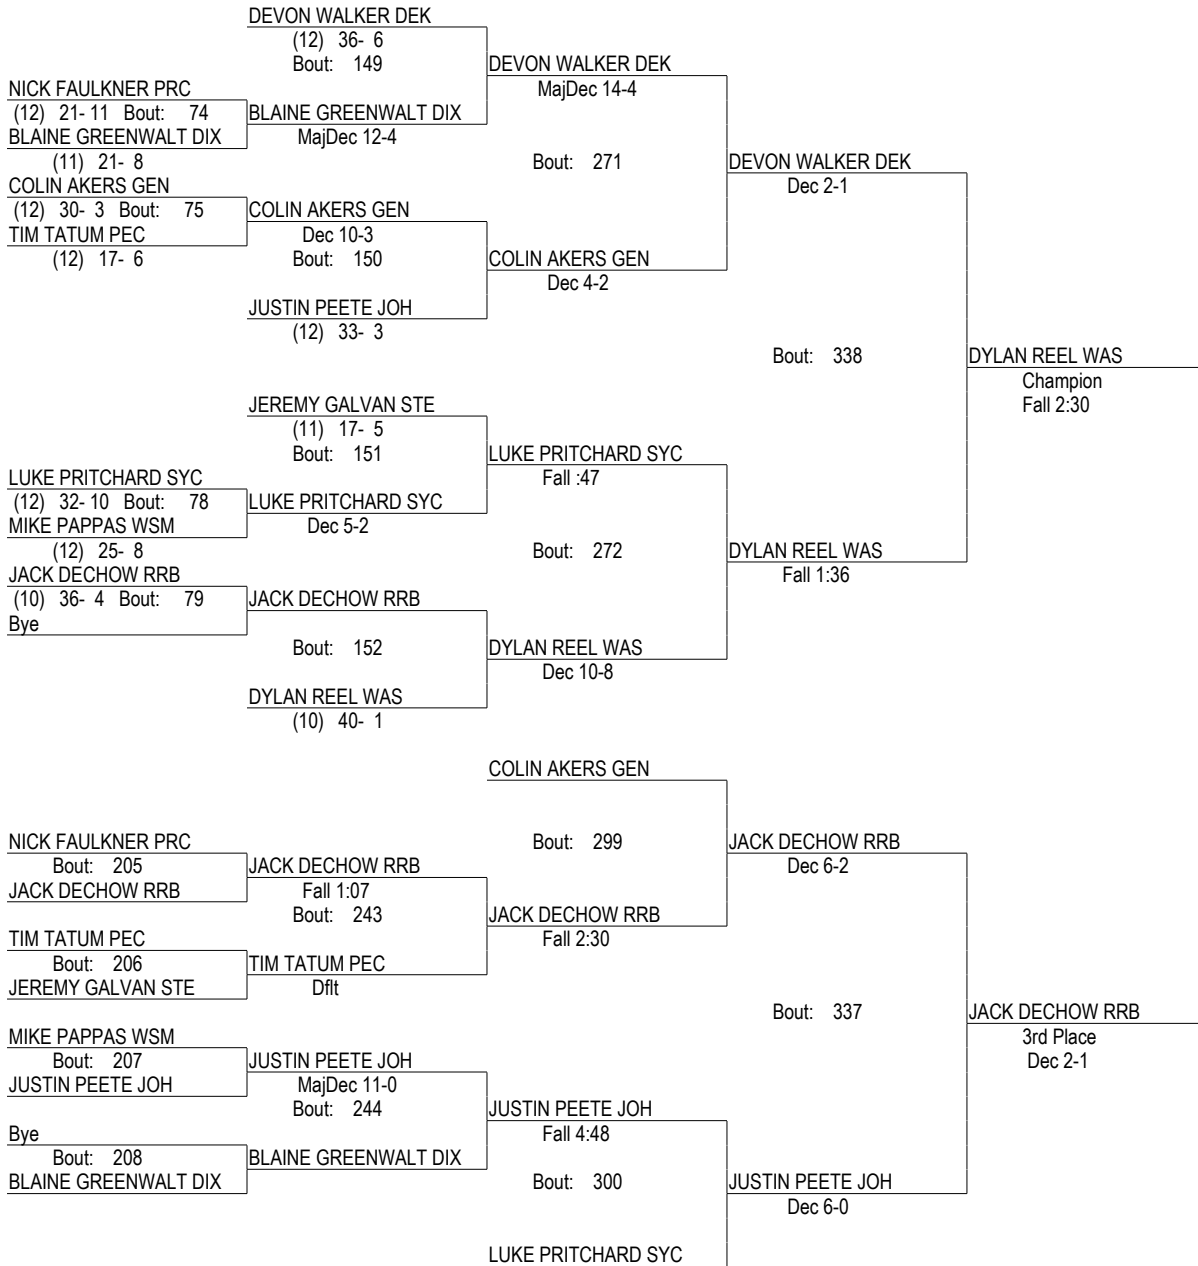 DEVON WALKER DEK
(12) 36- 6
Bout: 149
DEVON WALKER DEK
MajDec 14-4
NICK FAULKNER PRC
(12) 21- 11 Bout: 74
BLAINE GREENWALT DIX
BLAINE GREENWALT DIX
MajDec 12-4
(11) 21- 8
Bout: 271
DEVON WALKER DEK
Dec 2-1
COLIN AKERS GEN
(12) 30- 3 Bout: 75
COLIN AKERS GEN
TIM TATUM PEC
Dec 10-3
(12) 17- 6
Bout: 150
COLIN AKERS GEN
Dec 4-2
JUSTIN PEETE JOH
(12) 33- 3
Bout: 338
DYLAN REEL WAS
Champion
Fall 2:30
JEREMY GALVAN STE
(11) 17- 5
Bout: 151
LUKE PRITCHARD SYC
Fall :47
LUKE PRITCHARD SYC
(12) 32- 10 Bout: 78
LUKE PRITCHARD SYC
MIKE PAPPAS WSM
Dec 5-2
(12) 25- 8
Bout: 272
DYLAN REEL WAS
Fall 1:36
JACK DECHOW RRB
(10) 36- 4 Bout: 79
JACK DECHOW RRB
Bye
Bout: 152
DYLAN REEL WAS
Dec 10-8
DYLAN REEL WAS
(10) 40- 1
COLIN AKERS GEN
Bout: 299
JACK DECHOW RRB
Dec 6-2
NICK FAULKNER PRC
Bout: 205
JACK DECHOW RRB
JACK DECHOW RRB
Fall 1:07
Bout: 243
JACK DECHOW RRB
Fall 2:30
TIM TATUM PEC
Bout: 206
TIM TATUM PEC
JEREMY GALVAN STE
Dflt
Bout: 337
JACK DECHOW RRB
3rd Place
Dec 2-1
MIKE PAPPAS WSM
Bout: 207
JUSTIN PEETE JOH
JUSTIN PEETE JOH
MajDec 11-0
Bout: 244
JUSTIN PEETE JOH
Fall 4:48
Bye
Bout: 208
BLAINE GREENWALT DIX
BLAINE GREENWALT DIX
Bout: 300
JUSTIN PEETE JOH
Dec 6-0
LUKE PRITCHARD SYC